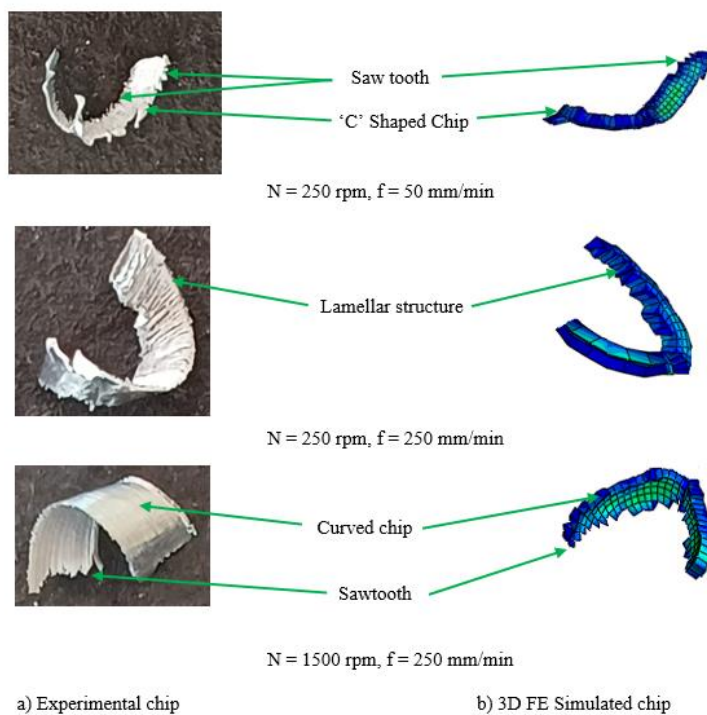 Saw tooth
‘C’ Shaped Chip
N = 250 rpm, f = 50 mm/min
Lamellar structure
N = 250 rpm, f = 250 mm/min
Curved chip
Sawtooth
N = 1500 rpm, f = 250 mm/min
a) Experimental chip b) 3D FE Simulated chip